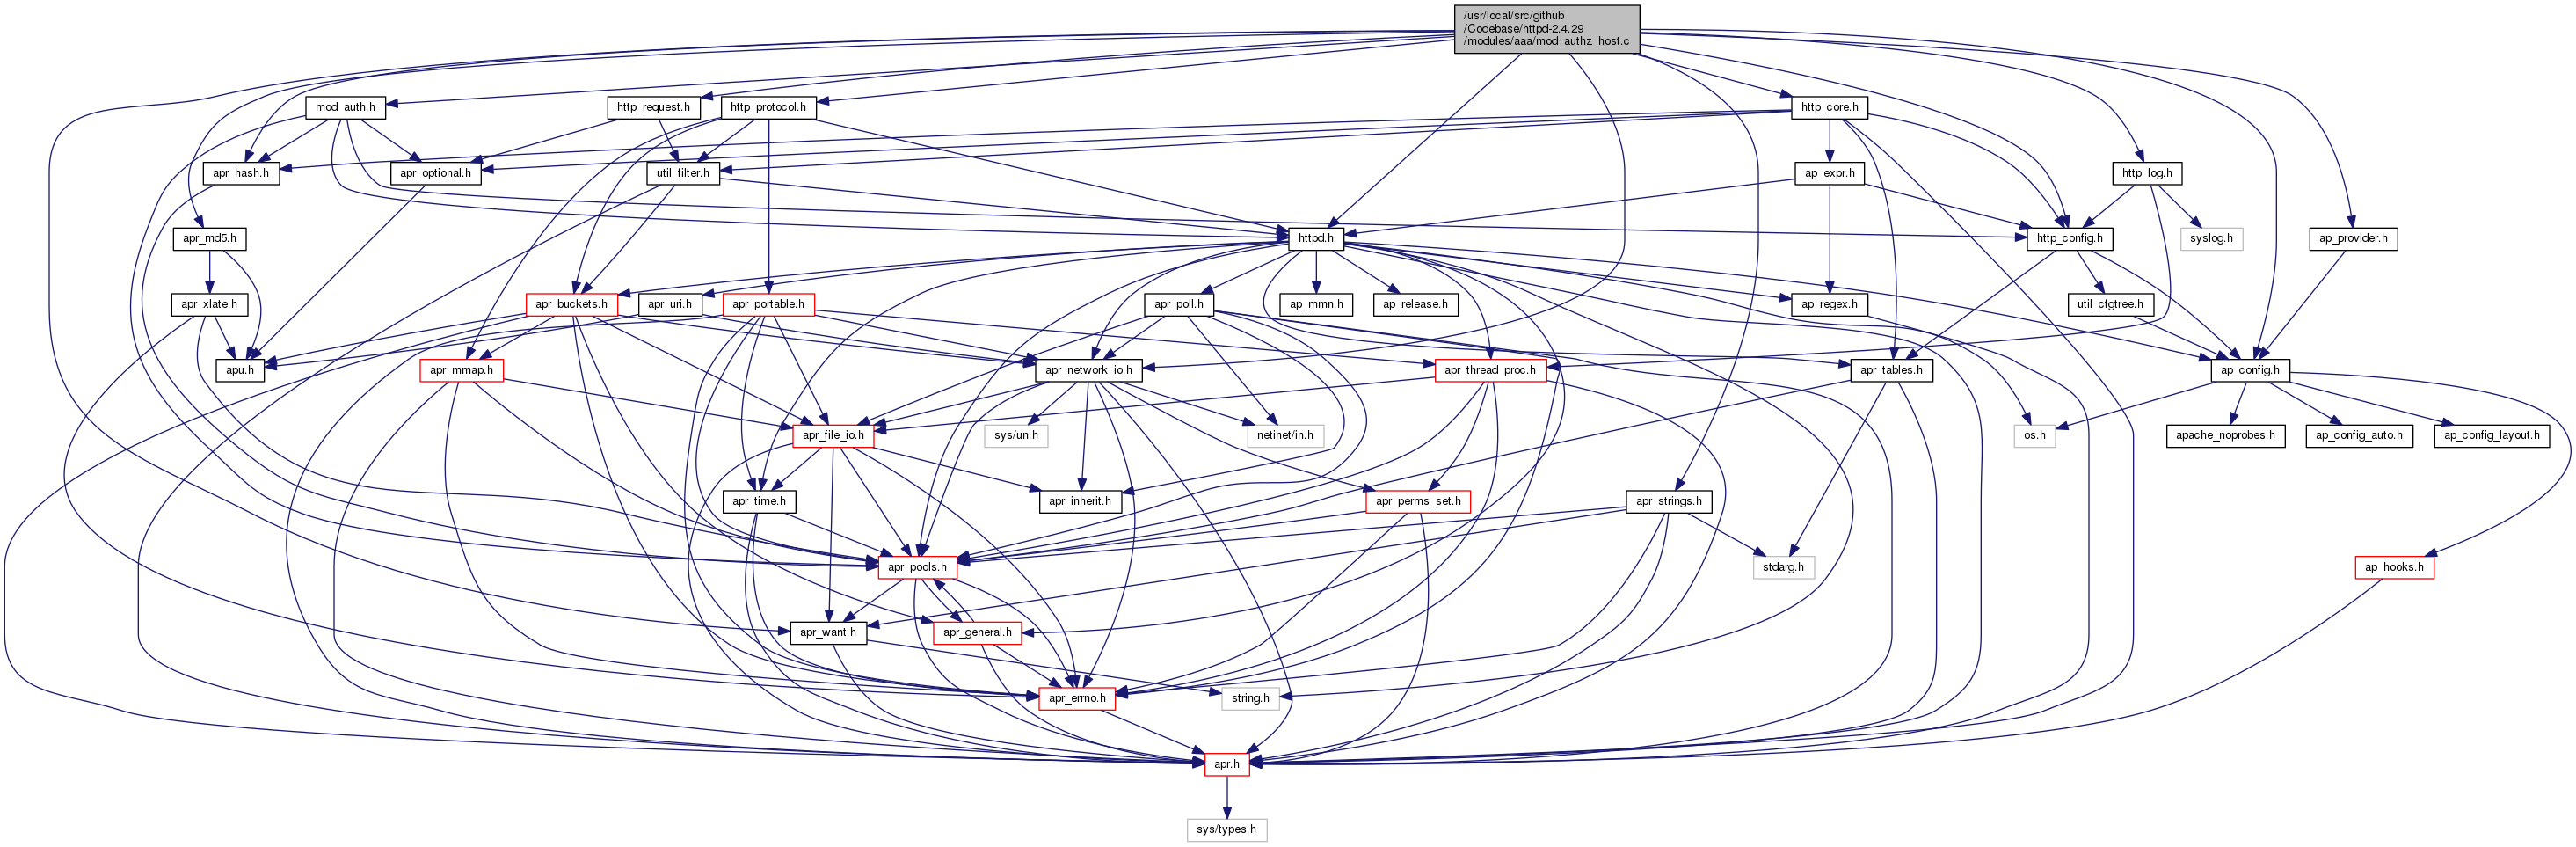 /usr/local/src/github
/Codebase/httpd-2.4.29
/modules/aaa/mod_authz_host.c
mod_auth.h
http_request.h
http_protocol.h
http_core.h
apr_hash.h
apr_optional.h
util_filter.h
ap_expr.h
http_log.h
apr_md5.h
httpd.h
http_config.h
syslog.h
ap_provider.h
apr_xlate.h
apr_buckets.h
apr_uri.h
apr_portable.h
apr_poll.h
ap_mmn.h
ap_release.h
ap_regex.h
util_cfgtree.h
apu.h
apr_mmap.h
apr_network_io.h
apr_thread_proc.h
apr_tables.h
ap_config.h
apr_file_io.h
sys/un.h
netinet/in.h
os.h
apache_noprobes.h
ap_config_auto.h
ap_config_layout.h
apr_time.h
apr_inherit.h
apr_perms_set.h
apr_strings.h
apr_pools.h
stdarg.h
ap_hooks.h
apr_want.h
apr_general.h
apr_errno.h
string.h
apr.h
sys/types.h